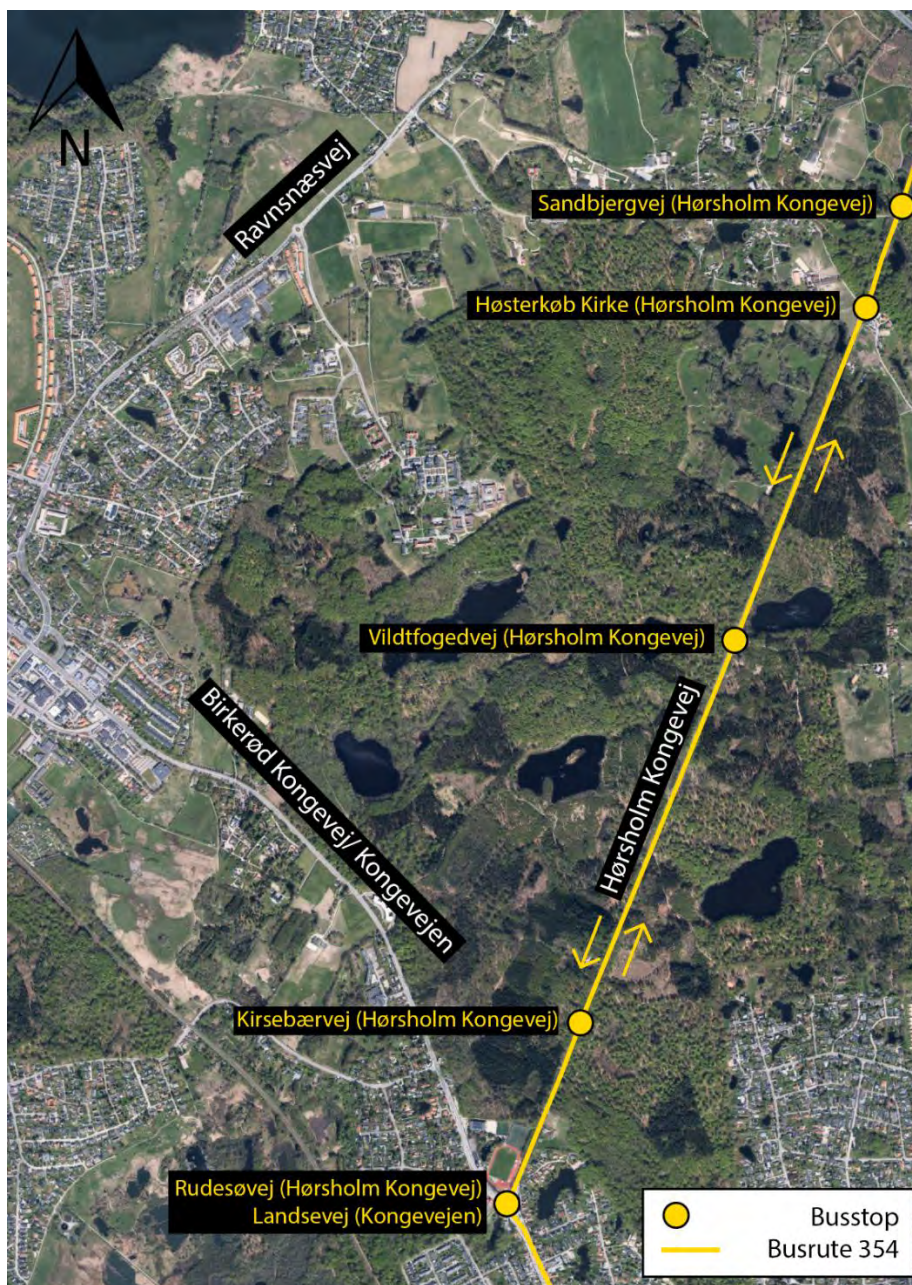 N
Ravnsnæsvej
Sandbjergvej (Hørsholm Kongevej)
Høsterkøb Kirke (Hørsholm Kongevej)
Vildtfogedvej (Hørsholm Kongevej)
Hørsholm Kongevej
Birkerød Kongevej/ Kongevejen
Kirsebærvej (Hørsholm Kongevej)
Rudesøvej (Hørsholm Kongevej)
Landsevej (Kongevejen)
Busstop
Busrute 354